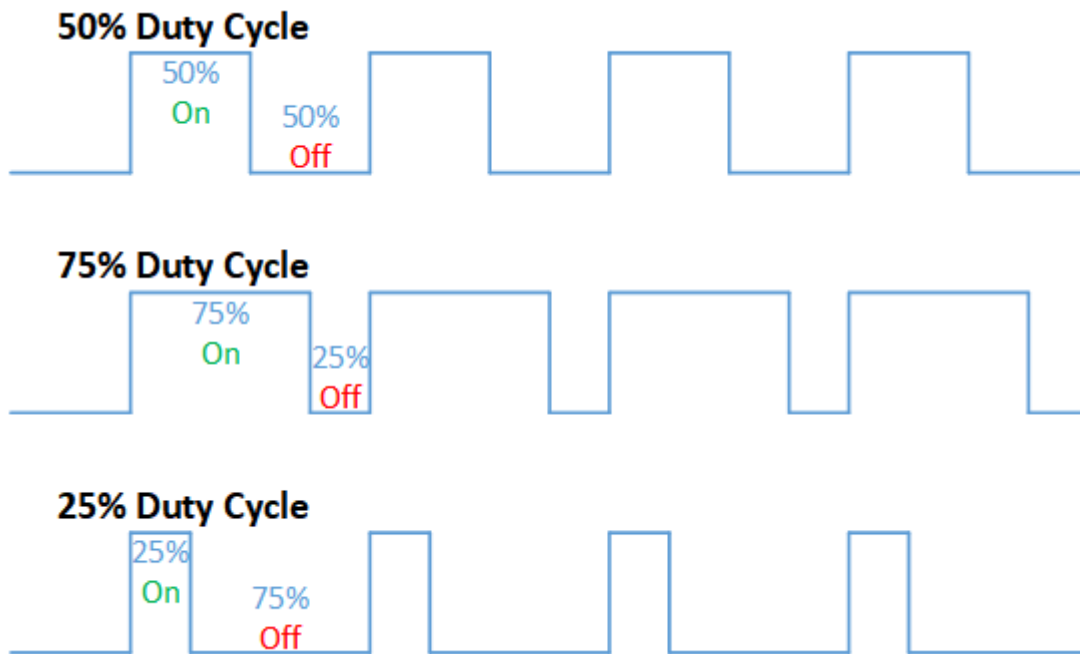 50% Duty Cycle
50%
On
50%
Off
75% Duty Cycle
75%
On
25%
Off
25% Duty Cycle
25%
On
75%
Off